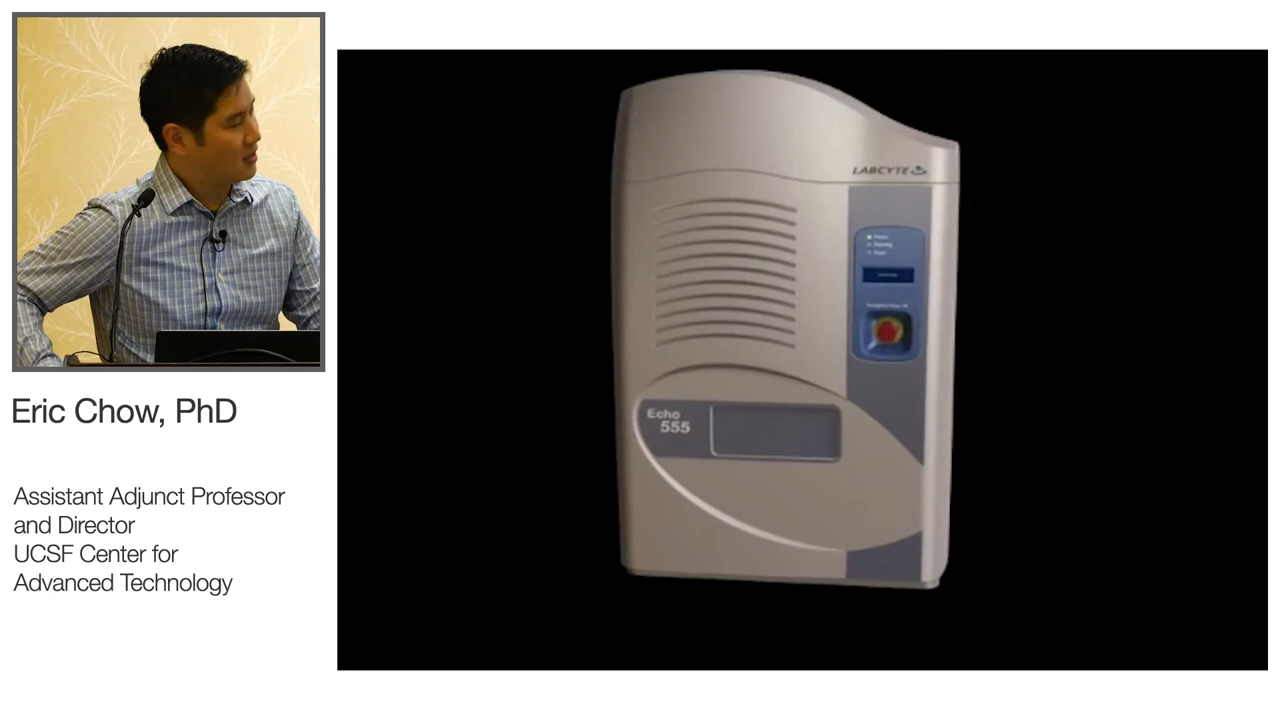 Eric Chow, PhD
Assistant Adjunct Professor
and Director
UCSF Center for
Advanced Technology
LABCYTE
Echo
555